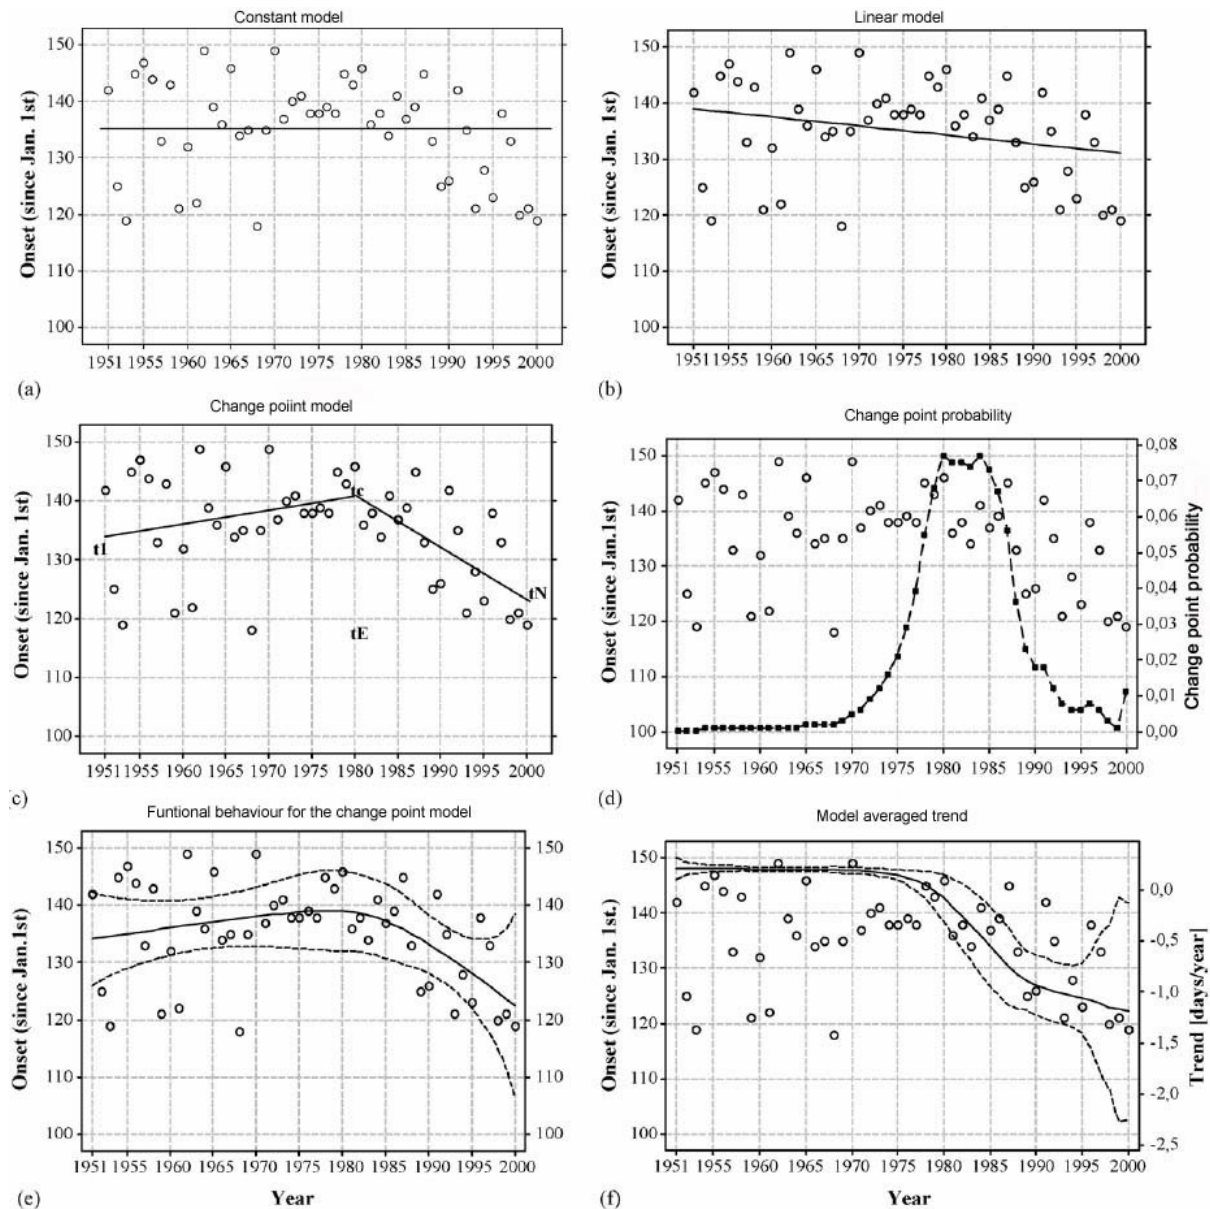 Constant model
Linear model
150
140
130
120
110
100
Onset (since Jan. 1st)
1951 1955 1960 1965 1970 1975 1980 1985 1990 1995 2000
(a)
150
140
130
120
110
100
Onset (since Jan. 1st)
1951 1955 1960 1965 1970 1975 1980 1985 1990 1995 2000
(b)
Change poiint model
150
140
130
120
110
100
Onset (since Jan. 1st)
t1
tc
tN
tE
1951 1955 1960 1965 1970 1975 1980 1985 1990 1995 2000
(c)
Change point probability
150
140
130
120
110
100
Onset (since Jan.1st)
0,08
0,07
0,06
0,05
0,04
0,03
0,02
0,01
0,00
Change point probability
1951 1955 1960 1965 1970 1975 1980 1985 1990 1995 2000
(d)
Funtional behaviour for the change point model
150
140
130
120
110
100
Onset (since Jan.1st)
150
140
130
120
110
100
1951 1955 1960 1965 1970 1975 1980 1985 1990 1995 2000
(e)
Year
Model averaged trend
150
140
130
120
110
100
Onset (since Jan. 1st.)
0,0
-0,5
-1,0
-1,5
-2,0
-2,5
Trend |days/year|
1951 1955 1960 1965 1970 1975 1980 1985 1990 1995 2000
(f)
Year